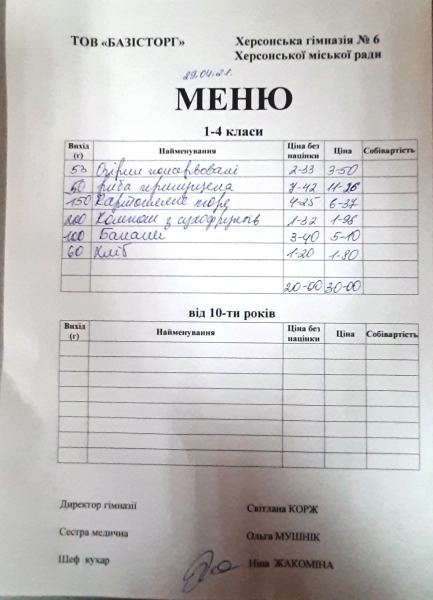 ТОВ «БАЗІСТОРГ» Херсонська гімназія № 6
Херсонської міської ради
29.04.21.
МЕНЮ
1-4 класи
Вихід (г) Найменування Ціна без націнки Ціна Собівартість
53 Огірки консервовані 2-33 3-50
50 Риба припущена 7-42 11-26
150 Картопляне пюре 4-25 6-37
200 Компот з сухофруктів 1-32 1-98
100 Банани 3-40 5-10
60 Хліб 1-20 1-80
20-00 30-00
від 10-ти років
Вихід (г) Найменування Ціна без націнки Ціна Собівартість
Директор гімназії Світлана КОРЖ
Сестра медична Ольга МУШНІК
Шеф кухар Ніна ЖАКОМІНА